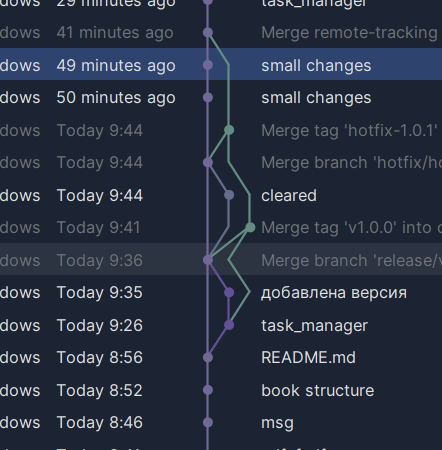 dows 29 minutes ago task_manager
dows 41 minutes ago Merge remote-tracking
dows 49 minutes ago small changes
dows 50 minutes ago small changes
dows Today 9:44 Merge tag 'hotfix-1.0.1'
dows Today 9:44 Merge branch 'hotfix/ho
dows Today 9:44 cleared
dows Today 9:41 Merge tag 'v1.0.0' into
dows Today 9:36 Merge branch 'release/v
dows Today 9:35 добавлена версия
dows Today 9:26 task_manager
dows Today 8:56 README.md
dows Today 8:52 book structure
dows Today 8:46 msg